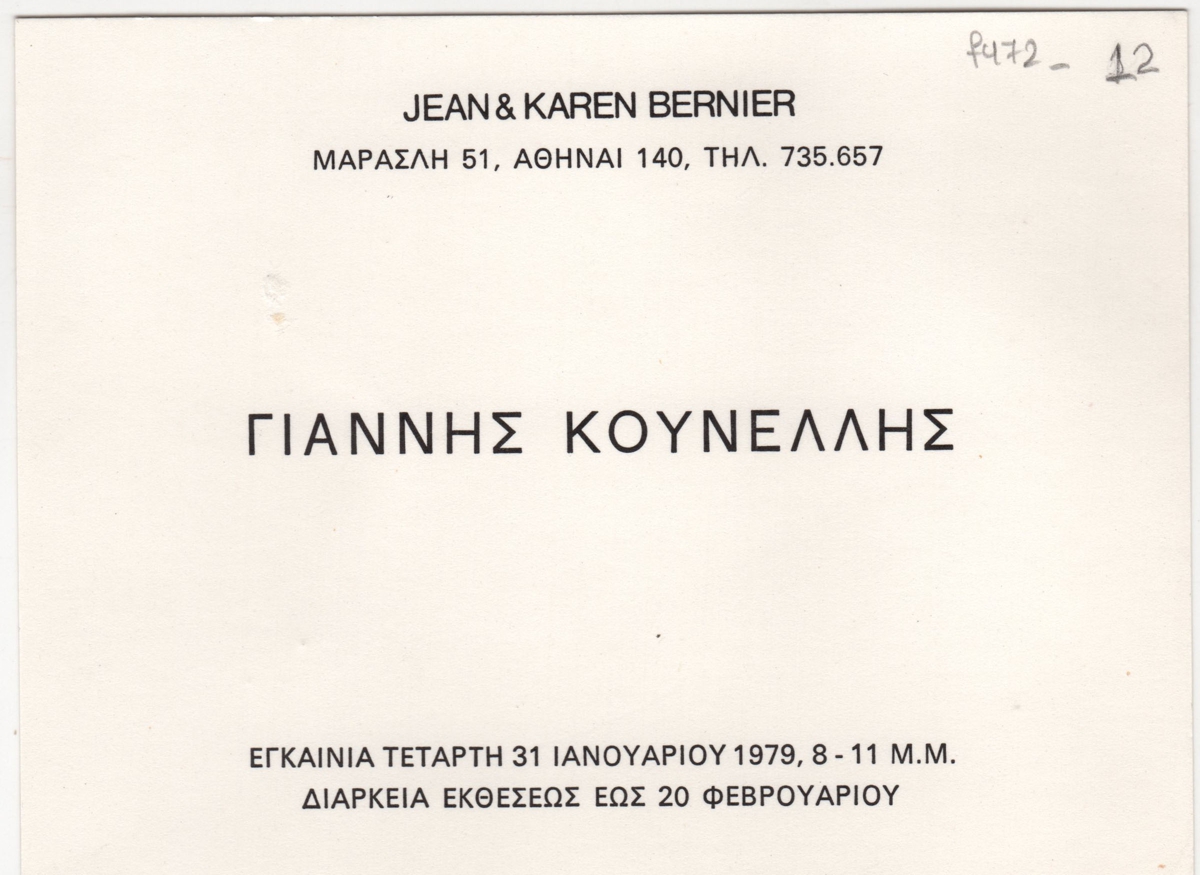 f472_ 12
JEAN & KAREN BERNIER
ΜΑΡΑΣΛΗ 51, ΑΘΗΝΑΙ 140, ΤΗΛ. 735.657
ΓΙΑΝΝΗΣ ΚΟΥΝΕΛΛΗΣ
ΕΓΚΑΙΝΙΑ ΤΕΤΑΡΤΗ 31 ΙΑΝΟΥΑΡΙΟΥ 1979, 8 - 11 Μ.Μ.
ΔΙΑΡΚΕΙΑ ΕΚΘΕΣΕΩΣ ΕΩΣ 20 ΦΕΒΡΟΥΑΡΙΟΥ